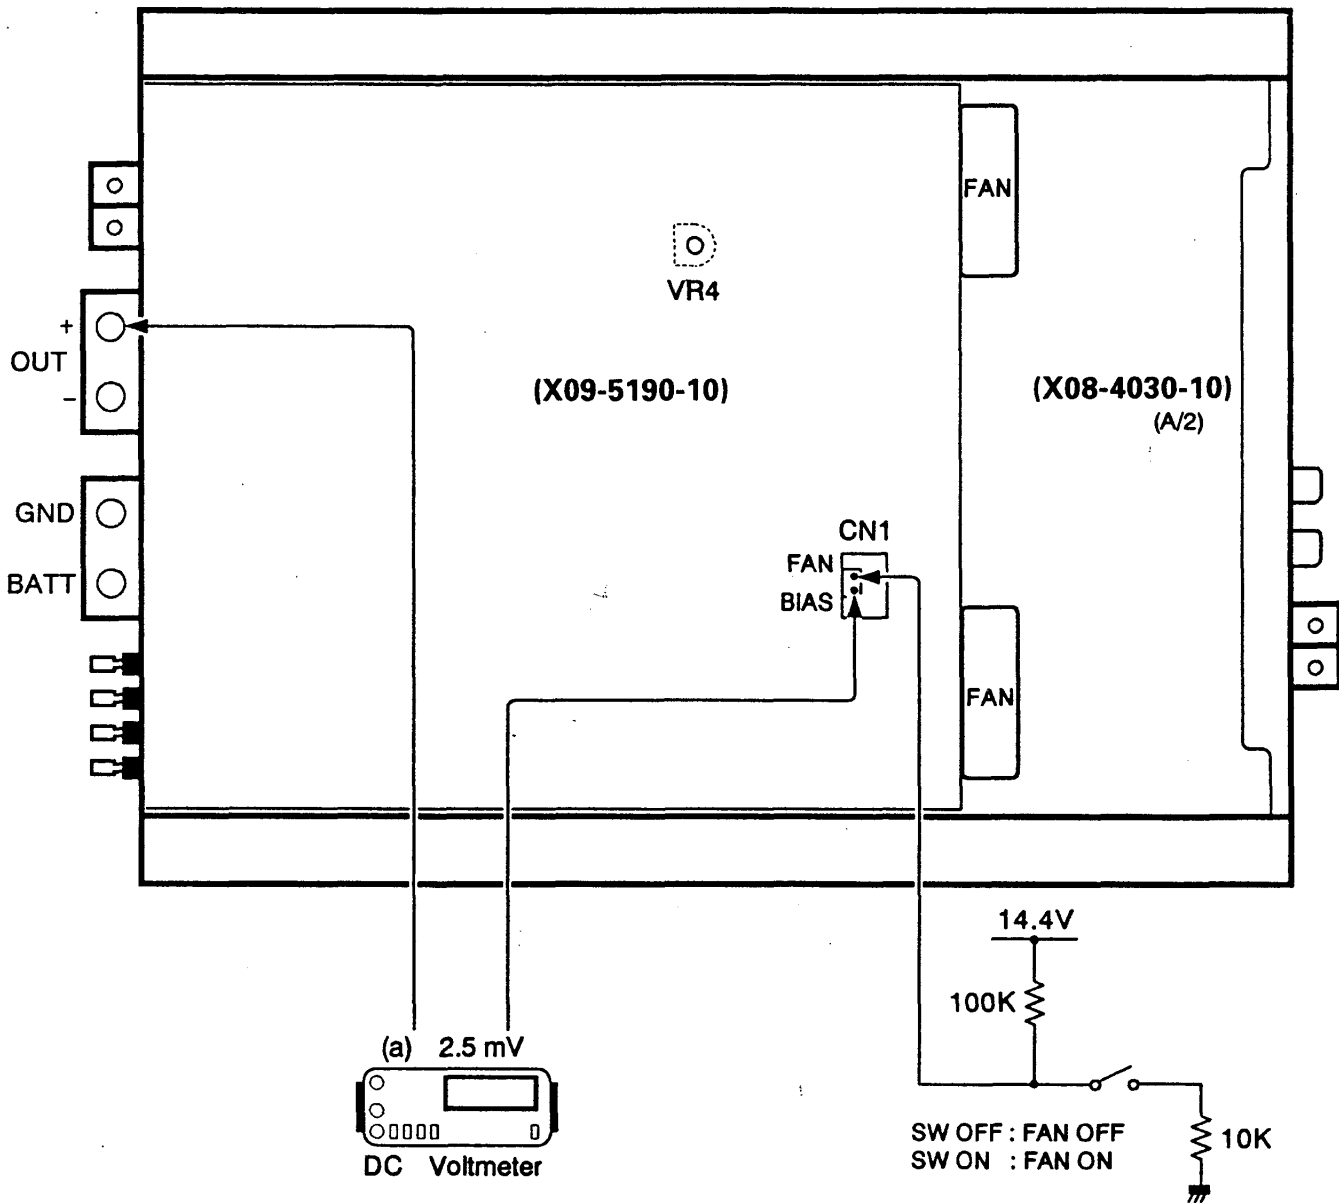 FAN
VR4
+
OUT
–
(X09-5190-10)
(X08-4030-10)
(A/2)
GND
BATT
CN1
FAN
BIAS
FAN
14.4V
100K
(a) 2.5 mV
DC Voltmeter
SW OFF : FAN OFF
SW ON : FAN ON
10K